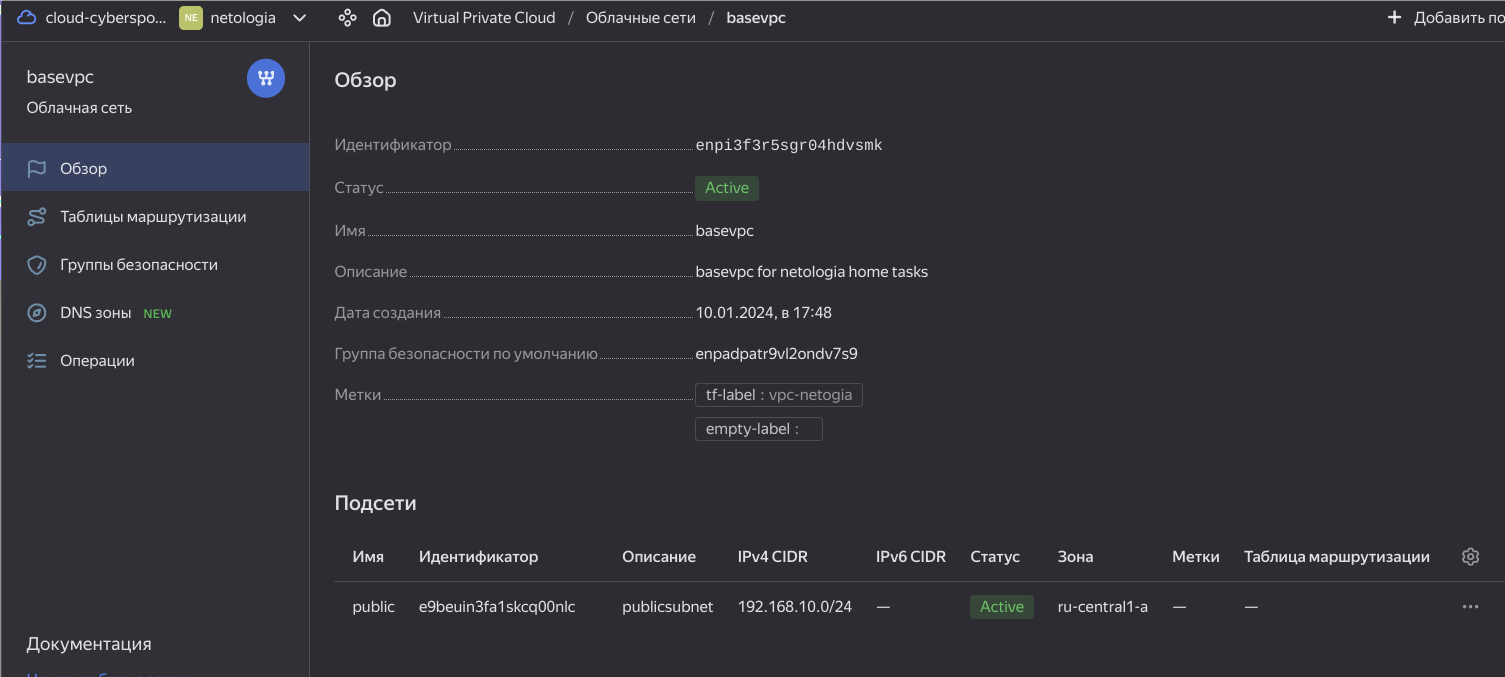 cloud-cyberspo... NE netologia Virtual Private Cloud / Облачные сети / basevpc + Добавить по
basevpc
Облачная сеть
Обзор
Таблицы маршрутизации
Группы безопасности
DNS зоны NEW
Операции
Документация
Обзор
Идентификатор enpi3f3r5sgr04hdvsmk
Статус Active
Имя basevpc
Описание basevpc for netologia home tasks
Дата создания 10.01.2024, в 17:48
Группа безопасности по умолчанию enpadpatr9vl2ondv7s9
Метки tf-label : vpc-netogia
empty-label :
Подсети
Имя Идентификатор Описание IPv4 CIDR IPv6 CIDR Статус Зона Метки Таблица маршрутизации
public e9beuin3fa1skcq00nlc publicsubnet 192.168.10.0/24 — Active ru-central1-a — —